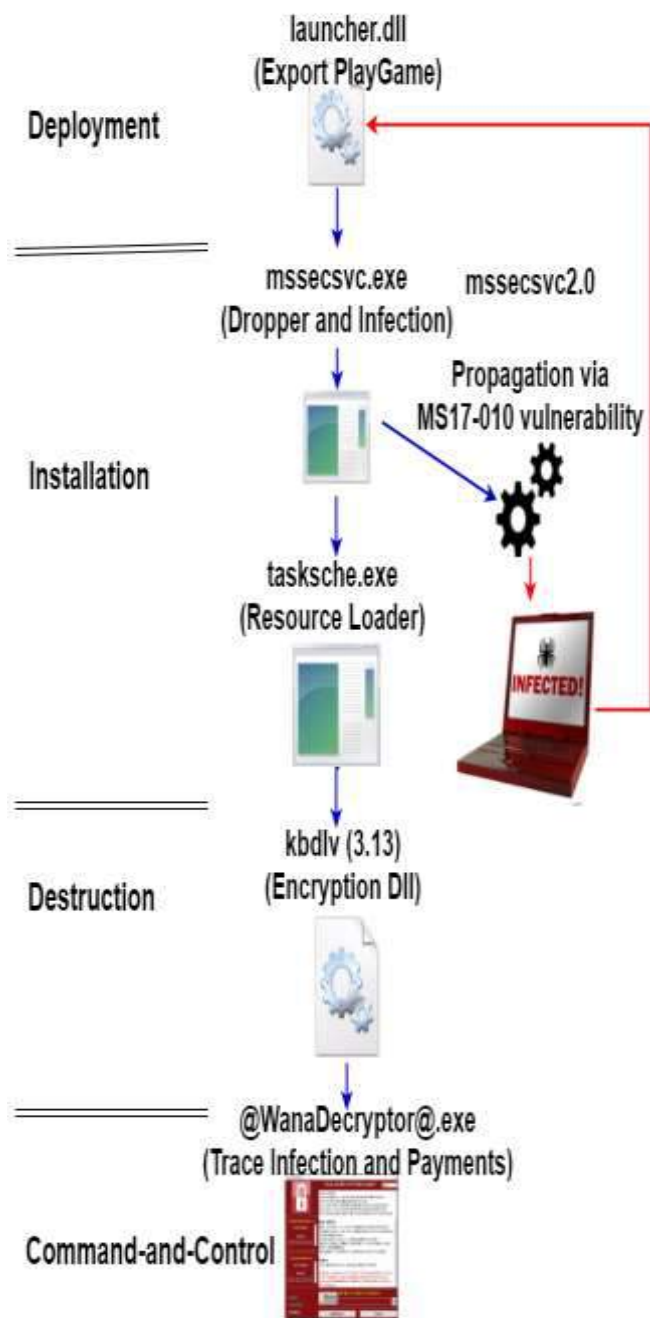 launcher.dll
(Export PlayGame)
Deployment
mssecsvc.exe
(Dropper and Infection)
mssecsvc2.0
Propagation via
MS17-010 vulnerability
Installation
tasksche.exe
(Resource Loader)
INFECTED!
kbdlv (3.13)
(Encryption Dll)
Destruction
@WanaDecryptor@.exe
(Trace Infection and Payments)
Command-and-Control